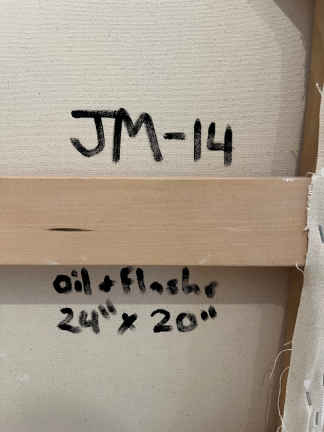 JM-14
oil + flashe
24" x 20"